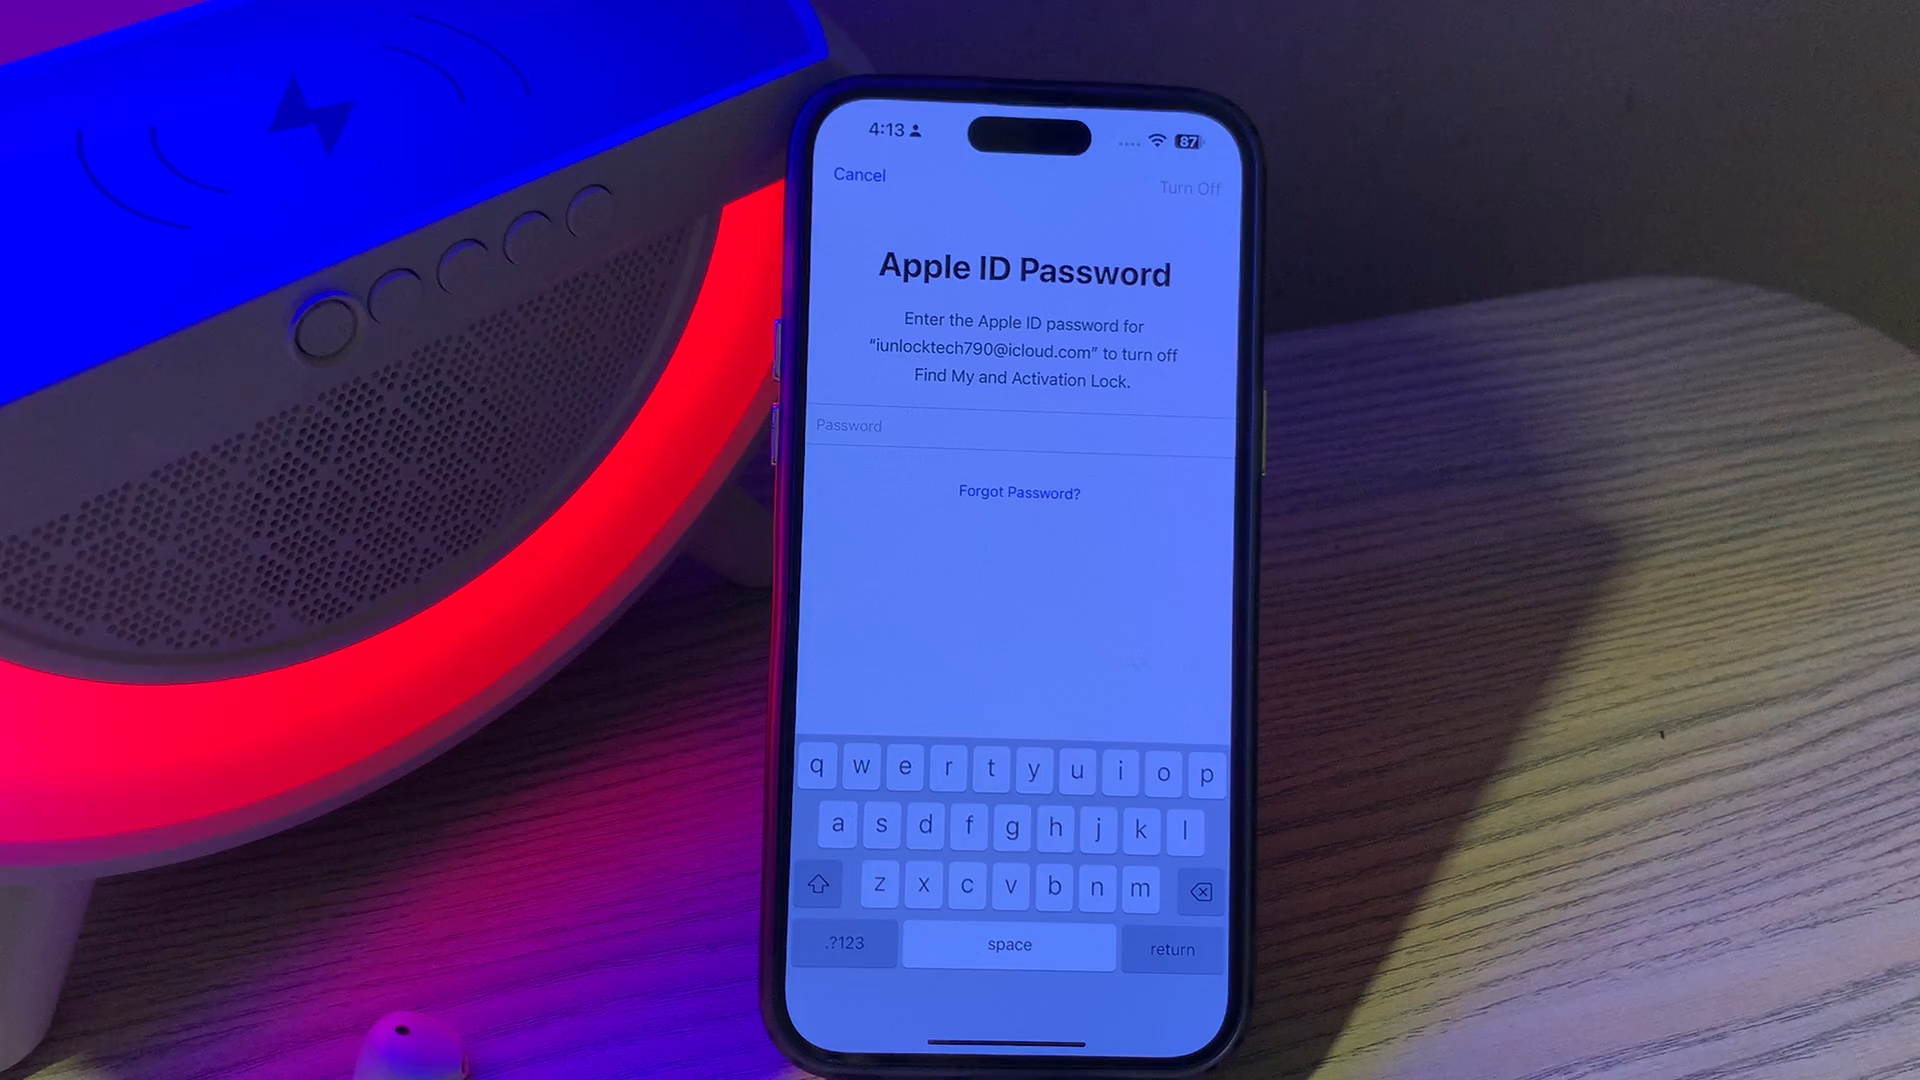 4:13
87
Cancel
Turn Off
Apple ID Password
Enter the Apple ID password for
“iunlocktech790@icloud.com” to turn off
Find My and Activation Lock.
Password
Forgot Password?
q w e r t y u i o p
a s d f g h j k l
z x c v b n m
.?123 space return